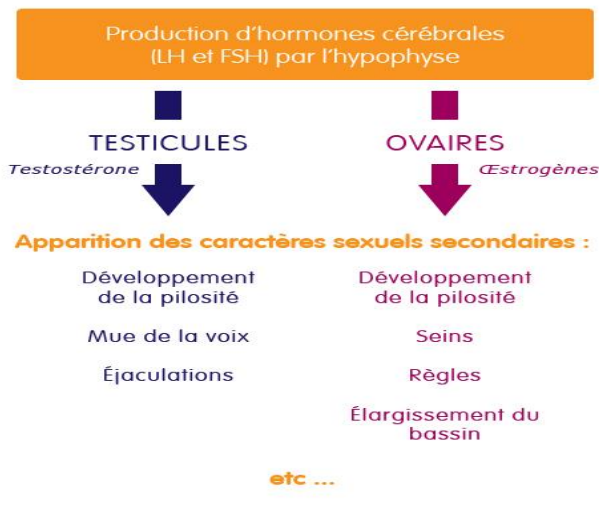 Production d'hormones cérébrales
(LH et FSH) par l'hypophyse
TESTICULES
OVAIRES
Testostérone
Œstrogènes
Apparition des caractères sexuels secondaires :
Développement
de la pilosité
Mue de la voix
Éjaculations
Développement
de la pilosité
Seins
Règles
Élargissement du
bassin
etc ...